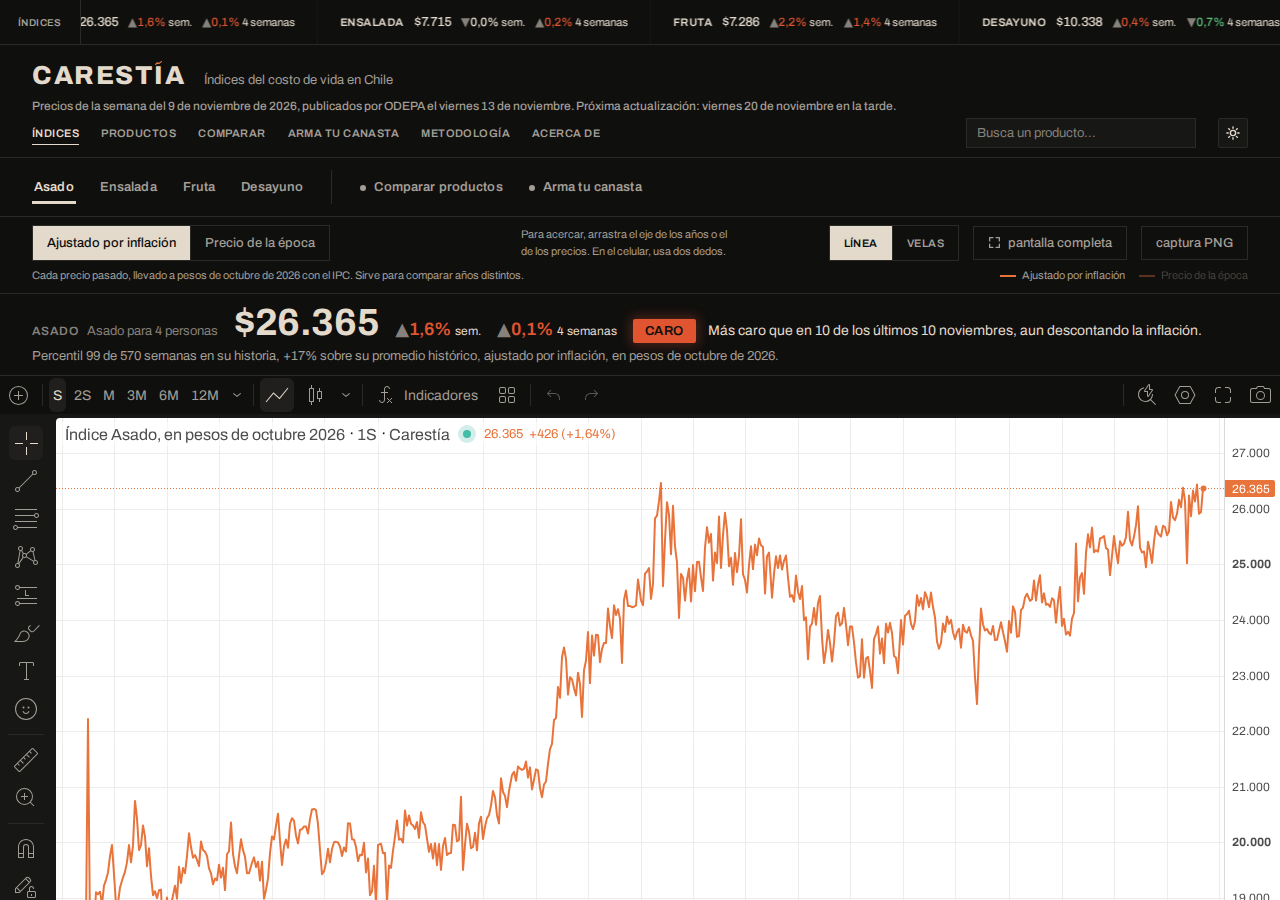 ÍNDICES 26.365 ▲1,6% sem. ▲0,1% 4 semanas ENSALADA $7.715 ▼0,0% sem. ▲0,2% 4 semanas FRUTA $7.286 ▲2,2% sem. ▲1,4% 4 semanas DESAYUNO $10.338 ▲0,4% sem. ▼0,7% 4 semanas
CARESTÍA Índices del costo de vida en Chile
Precios de la semana del 9 de noviembre de 2026, publicados por ODEPA el viernes 13 de noviembre. Próxima actualización: viernes 20 de noviembre en la tarde.
ÍNDICES PRODUCTOS COMPARAR ARMA TU CANASTA METODOLOGÍA ACERCA DE Busca un producto...
Asado Ensalada Fruta Desayuno • Comparar productos • Arma tu canasta
Ajustado por inflación Precio de la época
Para acercar, arrastra el eje de los años o el
de los precios. En el celular, usa dos dedos.
LÍNEA VELAS pantalla completa captura PNG
Cada precio pasado, llevado a pesos de octubre de 2026 con el IPC. Sirve para comparar años distintos.
Ajustado por inflación Precio de la época
ASADO Asado para 4 personas $26.365 ▲1,6% sem. ▲0,1% 4 semanas CARO Más caro que en 10 de los últimos 10 noviembres, aun descontando la inflación.
Percentil 99 de 570 semanas en su historia, +17% sobre su promedio histórico, ajustado por inflación, en pesos de octubre de 2026.
S 2S M 3M 6M 12M Indicadores
Índice Asado, en pesos de octubre 2026 · 1S · Carestía 26.365 +426 (+1,64%)
27.000
26.365
26.000
25.000
24.000
23.000
22.000
21.000
20.000
19.000